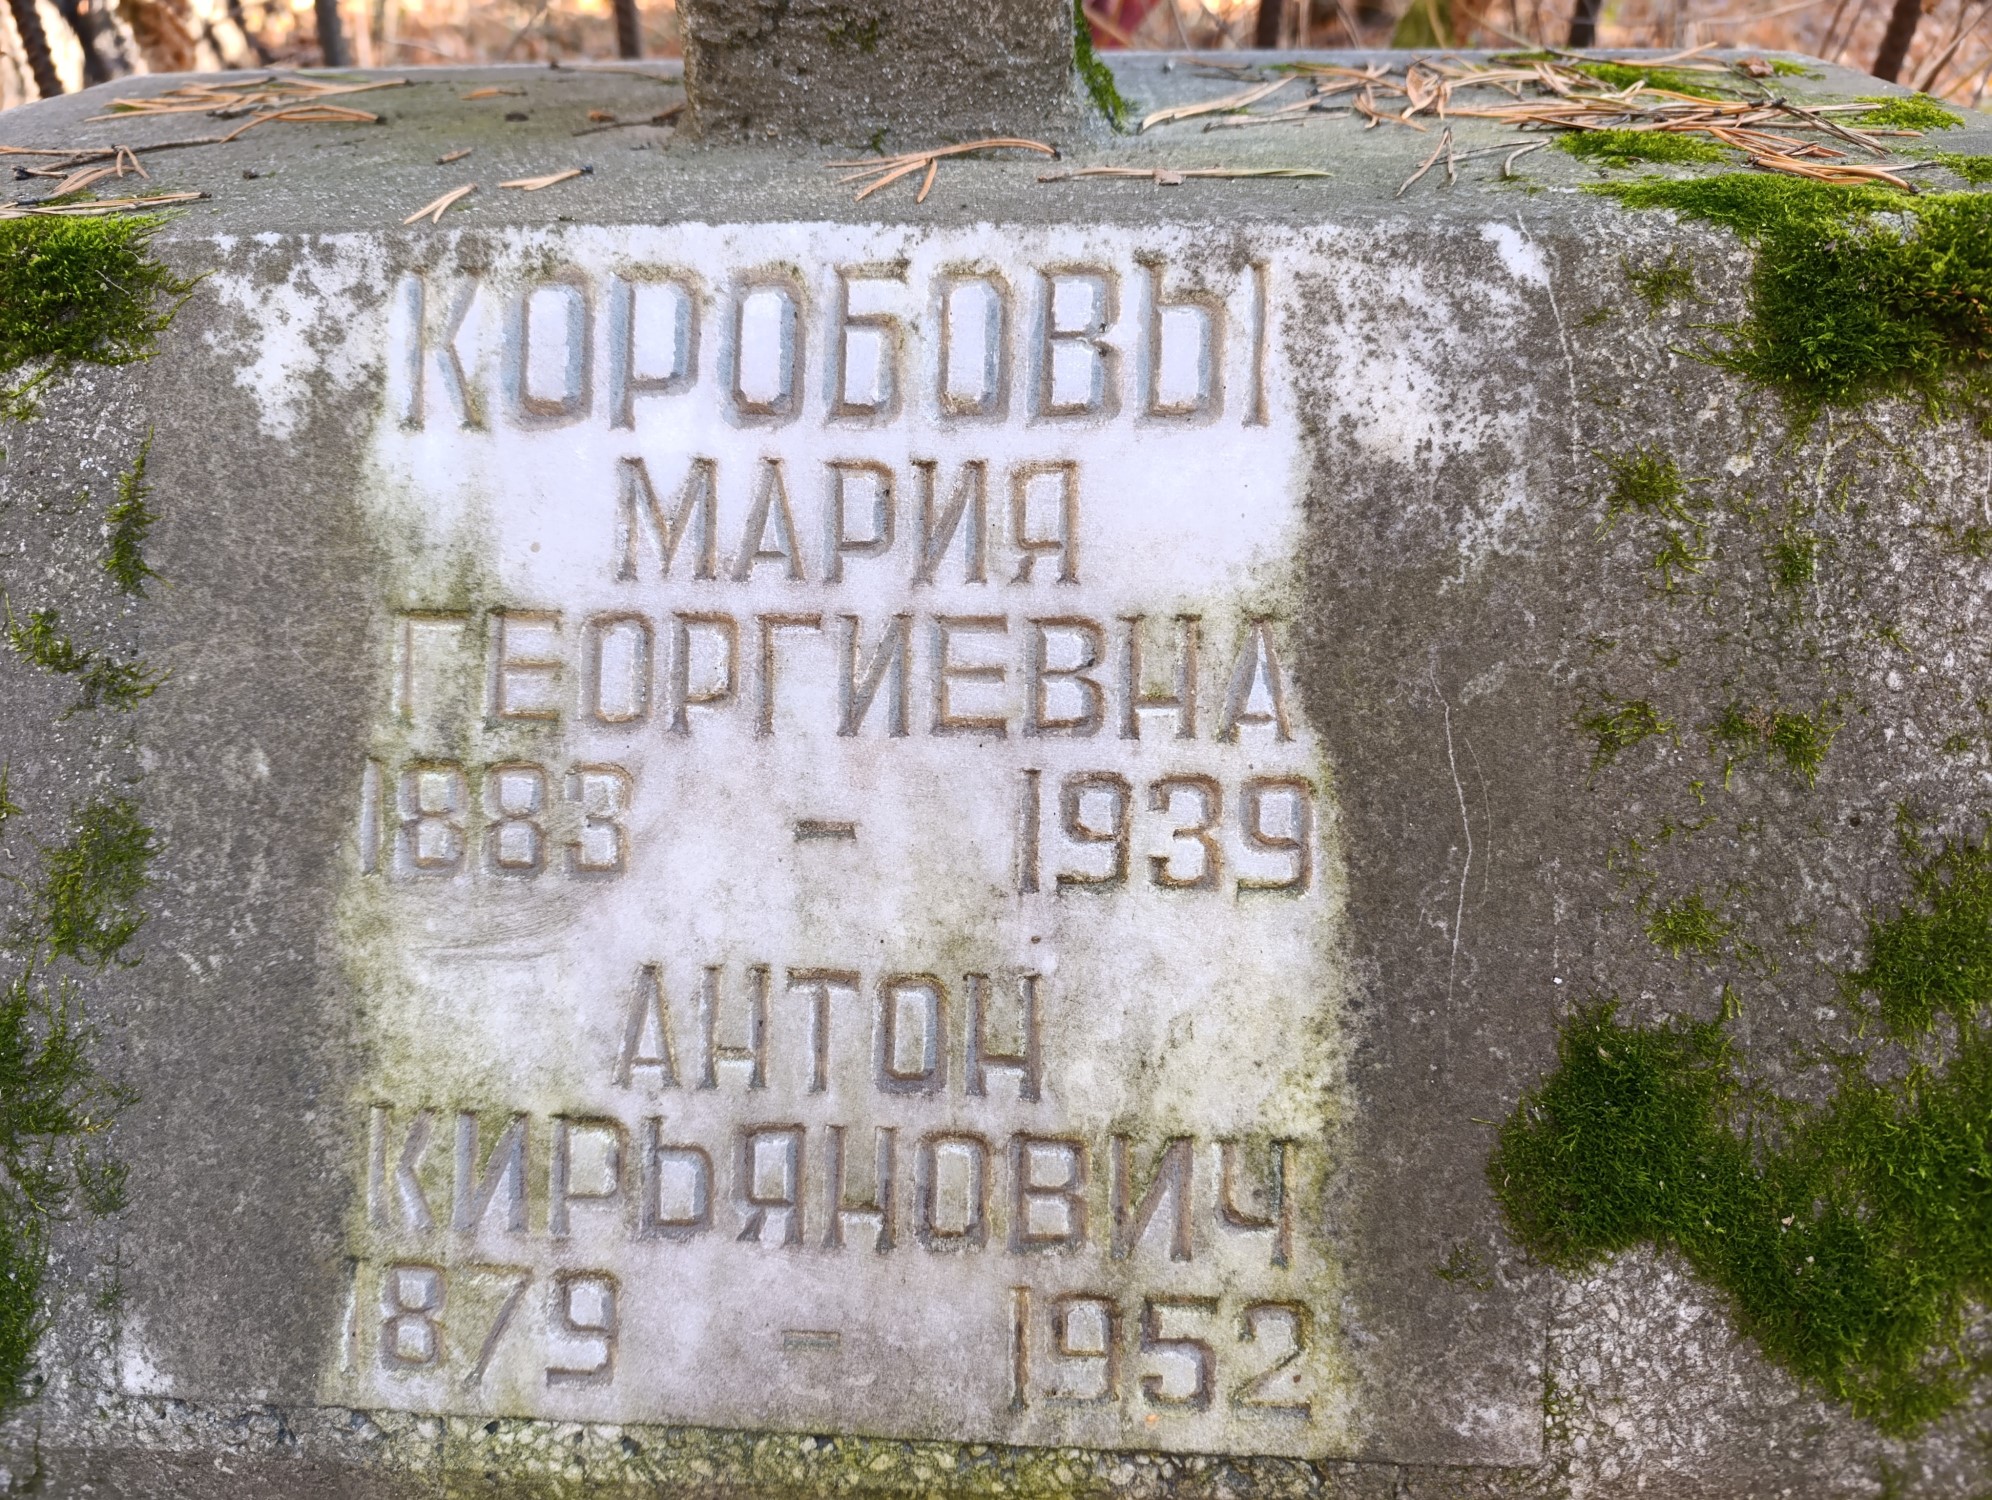 КОРОБОВЫ
МАРИЯ
ГЕОРГИЕВНА
1883 – 1939
АНТОН
КИРЬЯНОВИЧ
1879 – 1952